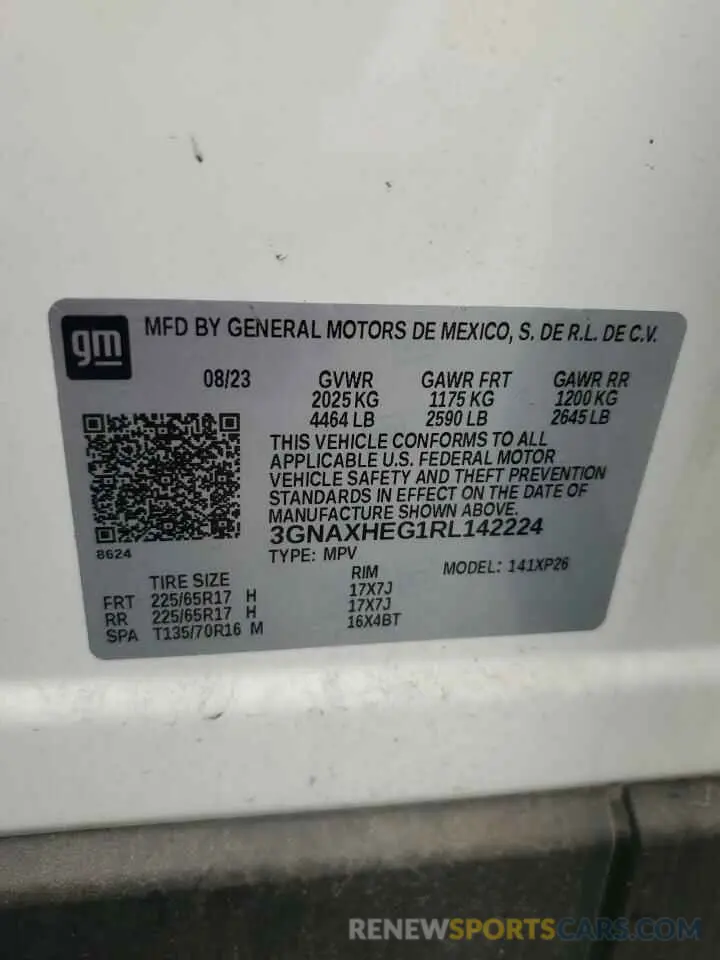 gm
MFD BY GENERAL MOTORS DE MEXICO, S. DE R.L. DE C.V.
08/23 GVWR GAWR FRT GAWR RR
2025 KG 1175 KG 1200 KG
4464 LB 2590 LB 2645 LB
THIS VEHICLE CONFORMS TO ALL
APPLICABLE U.S. FEDERAL MOTOR
VEHICLE SAFETY AND THEFT PREVENTION
STANDARDS IN EFFECT ON THE DATE OF
MANUFACTURE SHOWN ABOVE.
3GNAXHEG1RL142224
8624
TYPE: MPV MODEL: 141XP26
TIRE SIZE RIM
FRT 225/65R17 H 17X7J
RR 225/65R17 H 17X7J
SPA T135/70R16 M 16X4BT
RENEWSPORTSCARS.COM